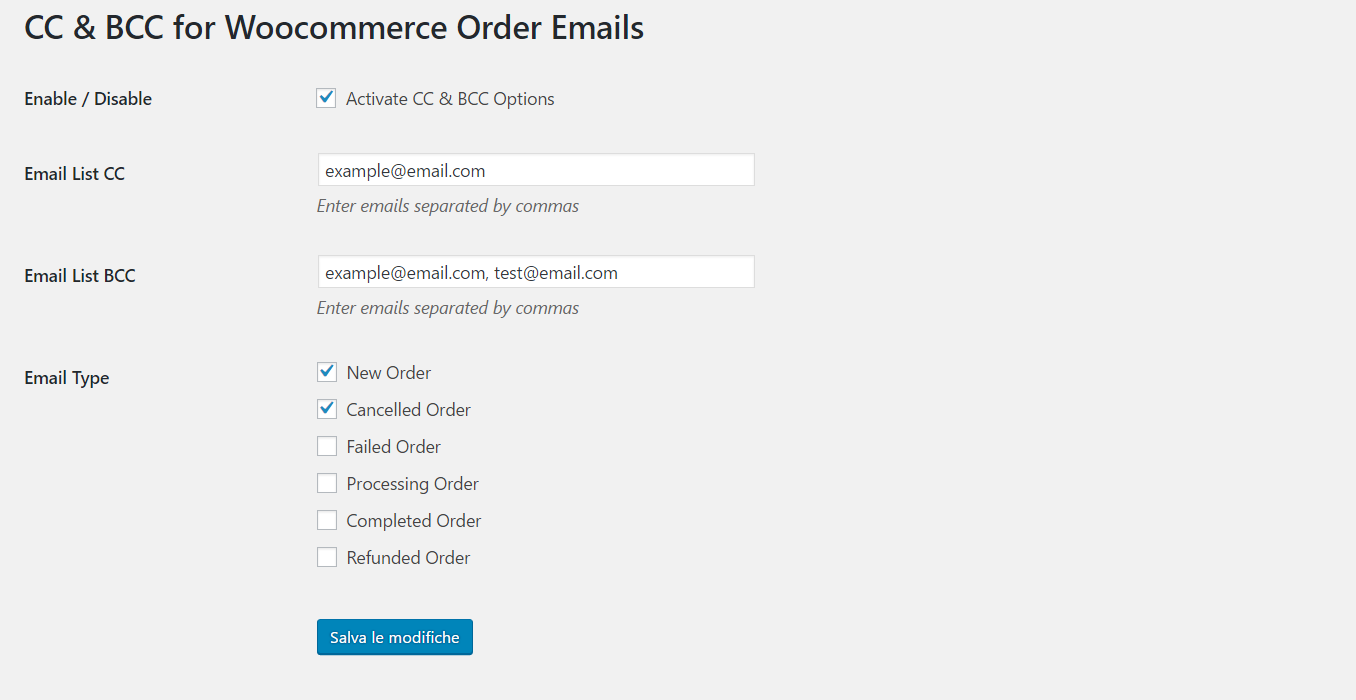 CC & BCC for Woocommerce Order Emails
Enable / Disable
Activate CC & BCC Options
Email List CC
example@email.com
Enter emails separated by commas
Email List BCC
example@email.com, test@email.com
Enter emails separated by commas
Email Type
New Order
Cancelled Order
Failed Order
Processing Order
Completed Order
Refunded Order
Salva le modifiche